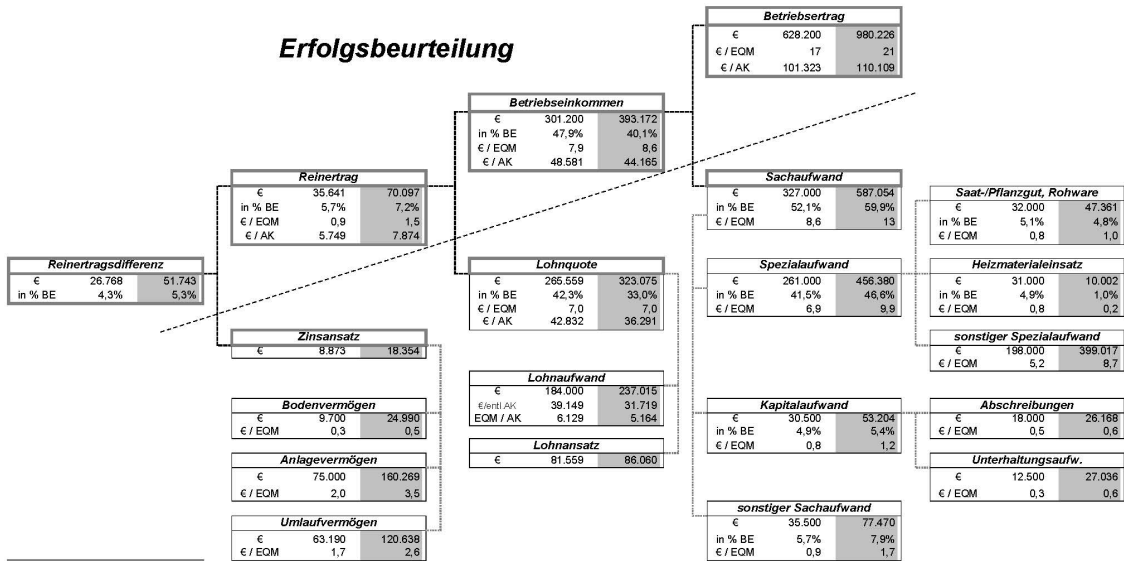 Erfolgsbeurteilung
Betriebsertrag
€ 628.200 980.226
€ / EQM 17 21
€ / AK 101.323 110.109
Betriebseinkommen
€ 301.200 393.172
in % BE 47,9% 40,1%
€ / EQM 7,9 8,6
€ / AK 48.581 44.165
Reinertrag
€ 35.641 70.097
in % BE 5,7% 7,2%
€ / EQM 0,9 1,5
€ / AK 5.749 7.874
Sachaufwand
€ 327.000 587.054
in % BE 52,1% 59,9%
€ / EQM 8,6 13
Saat-/Pflanzgut, Rohware
€ 32.000 47.361
in % BE 5,1% 4,8%
€ / EQM 0,8 1,0
Reinertragsdifferenz
€ 26.768 51.743
in % BE 4,3% 5,3%
Lohnquote
€ 265.559 323.075
in % BE 42,3% 33,0%
€ / EQM 7,0 7,0
€ / AK 42.832 36.291
Spezialaufwand
€ 261.000 456.380
in % BE 41,5% 46,6%
€ / EQM 6,9 9,9
Heizmaterialeinsatz
€ 31.000 10.002
in % BE 4,9% 1,0%
€ / EQM 0,8 0,2
Zinsansatz
€ 8.873 18.354
sonstiger Spezialaufwand
€ 198.000 399.017
€ / EQM 5,2 8,7
Lohnaufwand
€ 184.000 237.015
€/entl.AK 39.149 31.719
EQM / AK 6.129 5.164
Bodenvermögen
€ 9.700 24.990
€ / EQM 0,3 0,5
Kapitalaufwand
€ 30.500 53.204
in % BE 4,9% 5,4%
€ / EQM 0,8 1,2
Abschreibungen
€ 18.000 26.168
€ / EQM 0,5 0,6
Lohnansatz
€ 81.559 86.060
Anlagevermögen
€ 75.000 160.269
€ / EQM 2,0 3,5
Unterhaltungsaufw.
€ 12.500 27.036
€ / EQM 0,3 0,6
Umlaufvermögen
€ 63.190 120.638
€ / EQM 1,7 2,6
sonstiger Sachaufwand
€ 35.500 77.470
in % BE 5,7% 7,9%
€ / EQM 0,9 1,7